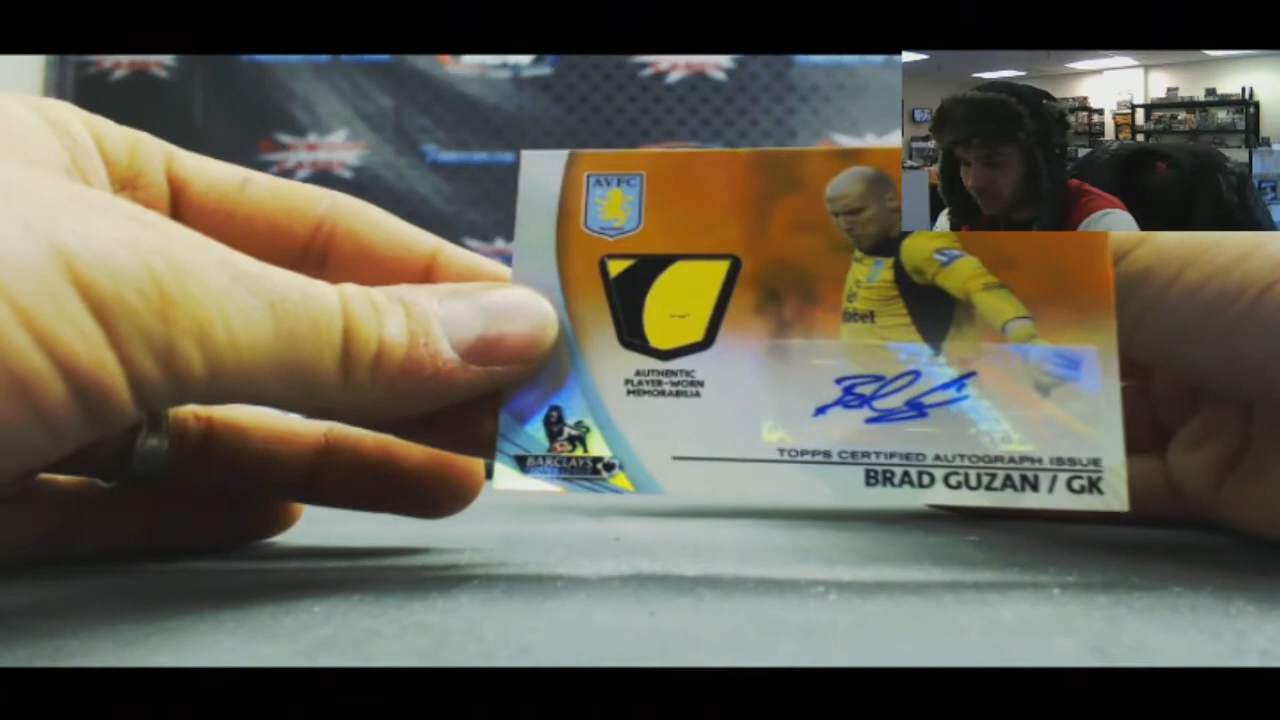 AVFC
AUTHENTIC
PLAYER-WORN
MEMORABILIA
BARCLAYS
TOPPS CERTIFIED AUTOGRAPH ISSUE
BRAD GUZAN / GK